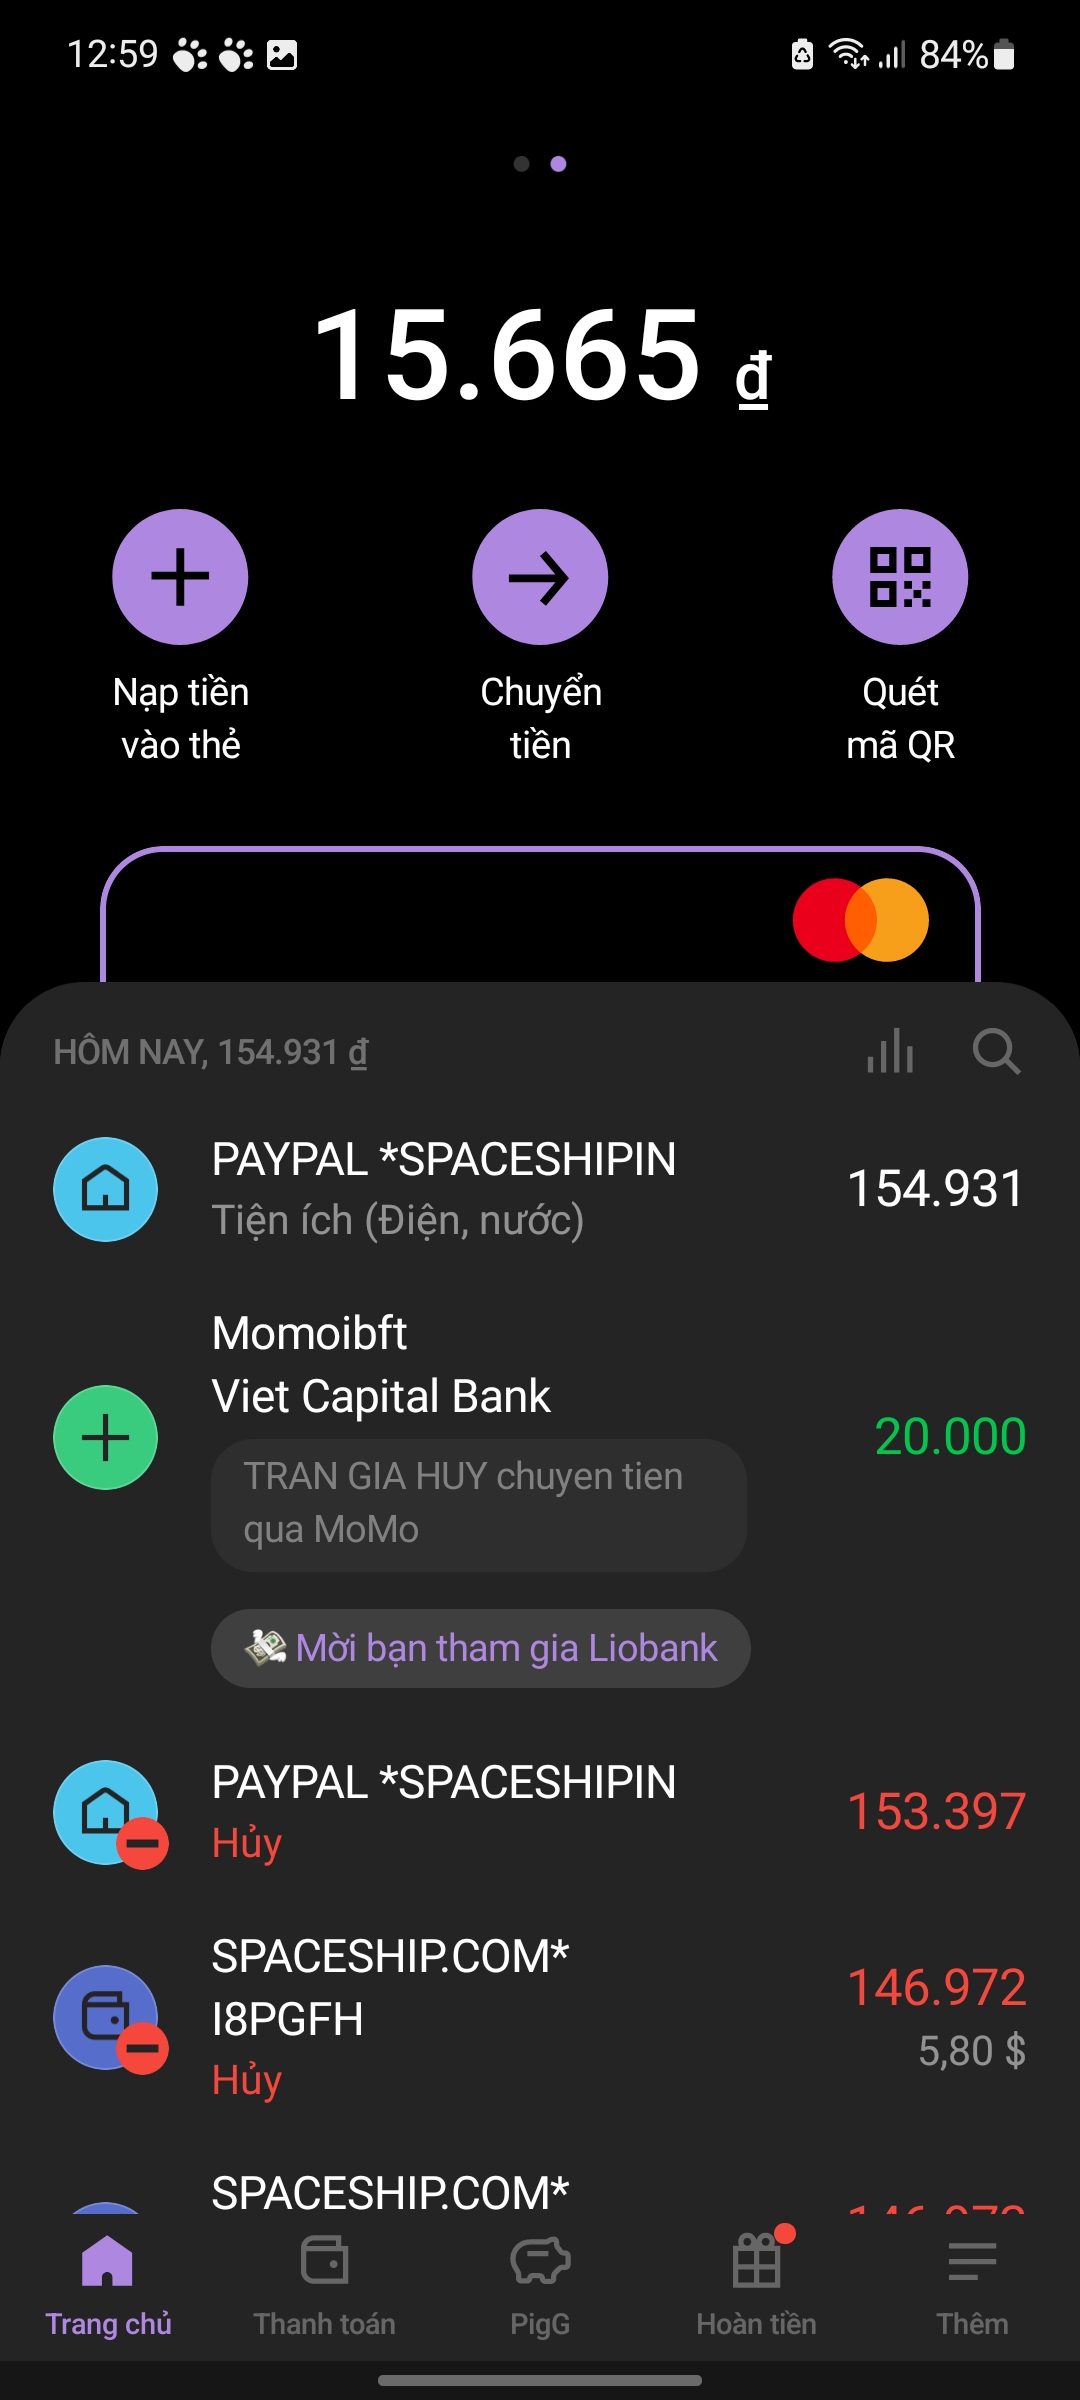 12:59
84%
15.665 ₫
Nạp tiền
vào thẻ
Chuyển
tiền
Quét
mã QR
HÔM NAY, 154.931 ₫
PAYPAL *SPACESHIPIN
Tiện ích (Điện, nước)
154.931
Momoibft
Viet Capital Bank
20.000
TRAN GIA HUY chuyen tien
qua MoMo
Mời bạn tham gia Liobank
PAYPAL *SPACESHIPIN
Hủy
153.397
SPACESHIP.COM*
I8PGFH
Hủy
146.972
5,80 $
SPACESHIP.COM*
Trang chủ
Thanh toán
PigG
Hoàn tiền
Thêm